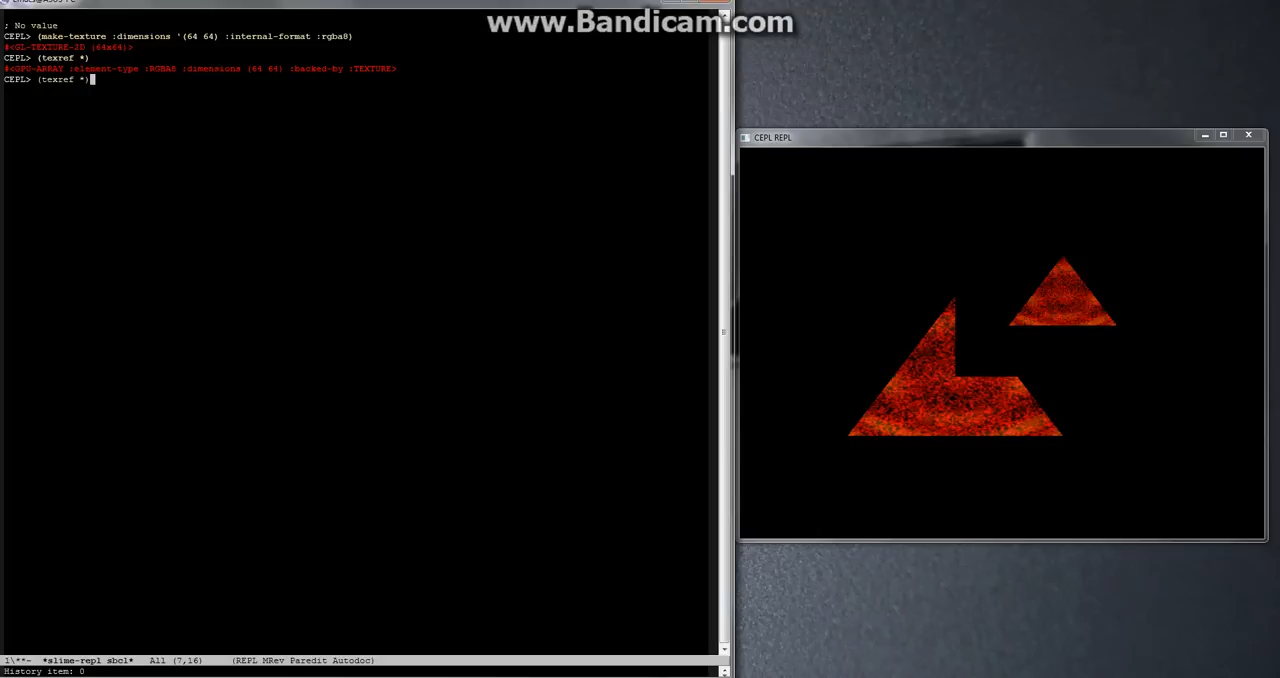 www.Bandicam.com
; No value
CEPL> (make-texture :dimensions '(64 64) :internal-format :rgba8)
#<GL-TEXTURE-2D (64x64)>
CEPL> (texref *)
#<GPU-ARRAY :element-type :RGBA8 :dimensions (64 64) :backed-by :TEXTURE>
CEPL> (texref *)
CEPL REPL
1\**- *slime-repl sbcl* All (7,16) (REPL MRev Paredit Autodoc)
History item: 0